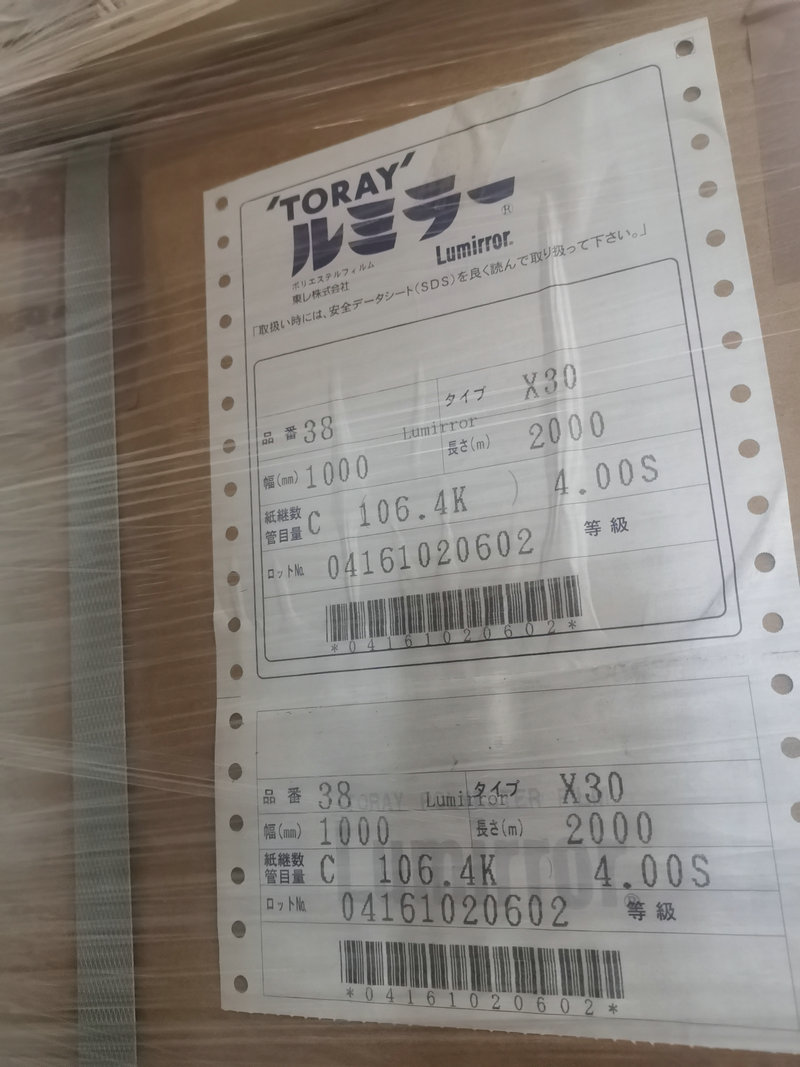 'TORAY'
ルミラー®
Lumirror®
ポリエステルフィルム
東レ株式会社
「取扱い時には、安全データシート(SDS)を良く読んで取り扱って下さい。」
品番 38 Lumirror タイプ X30
幅(mm) 1000 長さ(m) 2000
紙継数
管目量 C 106.4K ) 4.00S
ロット№ 04161020602 等級
*04161020602*
品番 38 Lumirror タイプ X30
幅(mm) 1000 長さ(m) 2000
紙継数
管目量 C 106.4K ) 4.00S
Lumirror®
ロット№ 04161020602 等級
*04161020602*